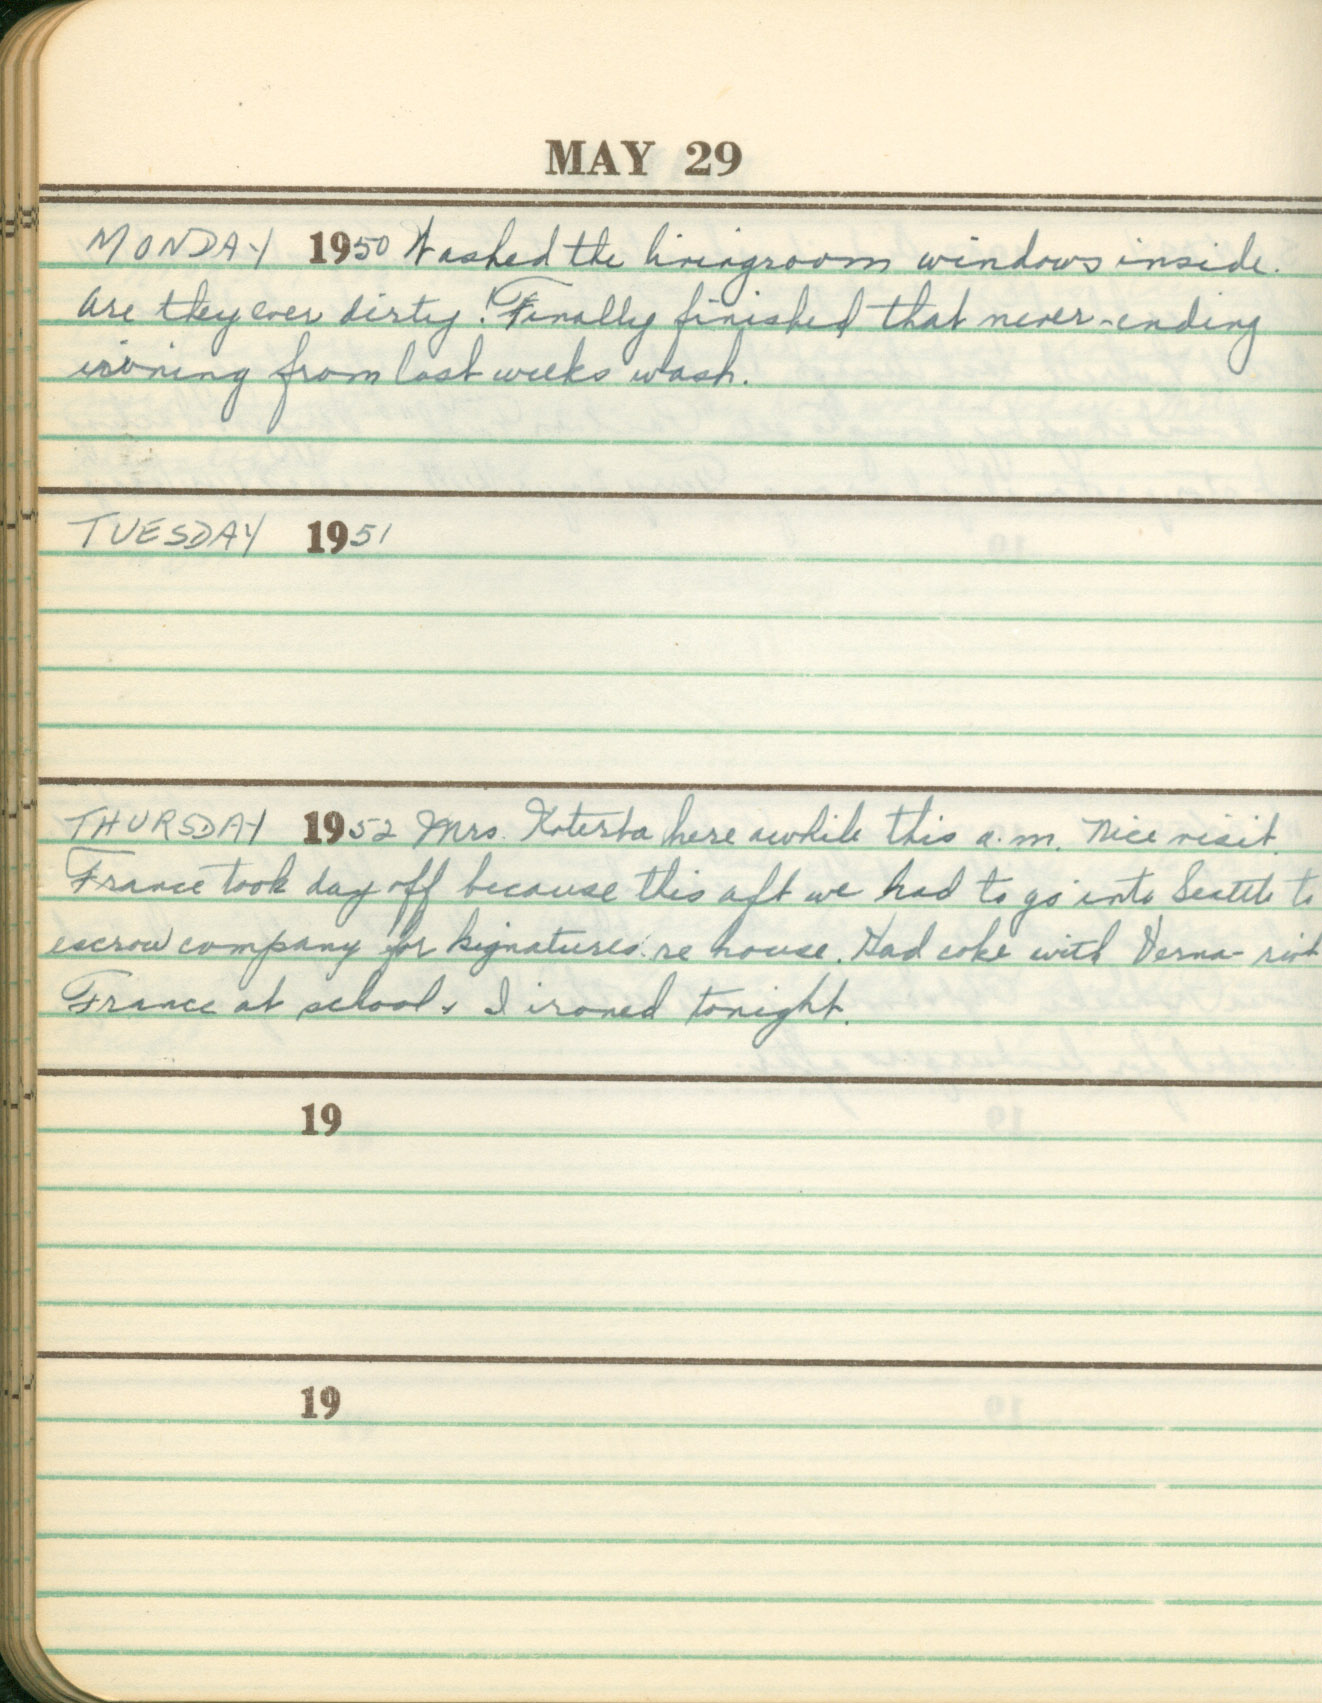 MAY 29
MONDAY 1950 Washed the livingroom windows inside.
Are they ever dirty! Finally finished that never-ending
ironing from last weeks wash.
TUESDAY 1951
THURSDAY 1952 Mrs. Koterba here awhile this a.m. Nice visit.
France took day off because this aft we had to go into Seattle to
escrow company for signatures re house. Had coke with Verna-
France at school & I ironed tonight.
19
19